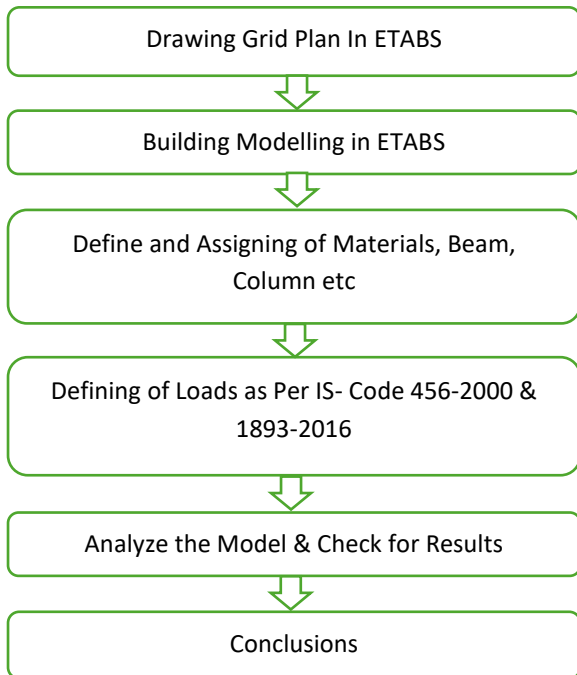 Drawing Grid Plan In ETABS
Building Modelling in ETABS
Define and Assigning of Materials, Beam,
Column etc
Defining of Loads as Per IS- Code 456-2000 &
1893-2016
Analyze the Model & Check for Results
Conclusions